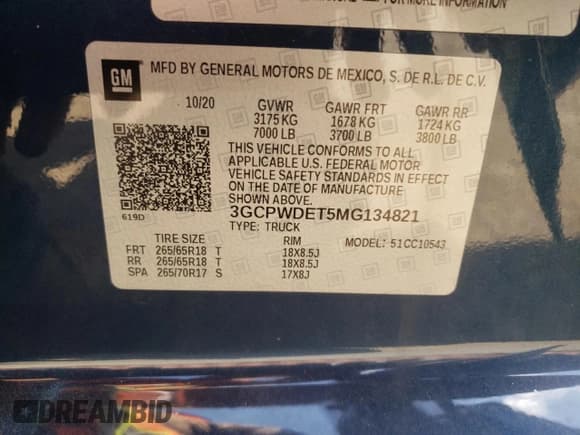 FOR MORE INFORMATION
GM MFD BY GENERAL MOTORS DE MEXICO, S. DE R.L. DE C.V.
10/20 GVWR GAWR FRT GAWR RR
3175 KG 1678 KG 1724 KG
7000 LB 3700 LB 3800 LB
THIS VEHICLE CONFORMS TO ALL
APPLICABLE U.S. FEDERAL MOTOR
VEHICLE SAFETY STANDARDS IN EFFECT
ON THE DATE OF MANUFACTURE
SHOWN ABOVE.
619D 3GCPWDET5MG134821
TYPE: TRUCK
TIRE SIZE RIM MODEL: 51CC10543
FRT 265/65R18 T 18X8.5J
RR 265/65R18 T 18X8.5J
SPA 265/70R17 S 17X8J
DREAMBID